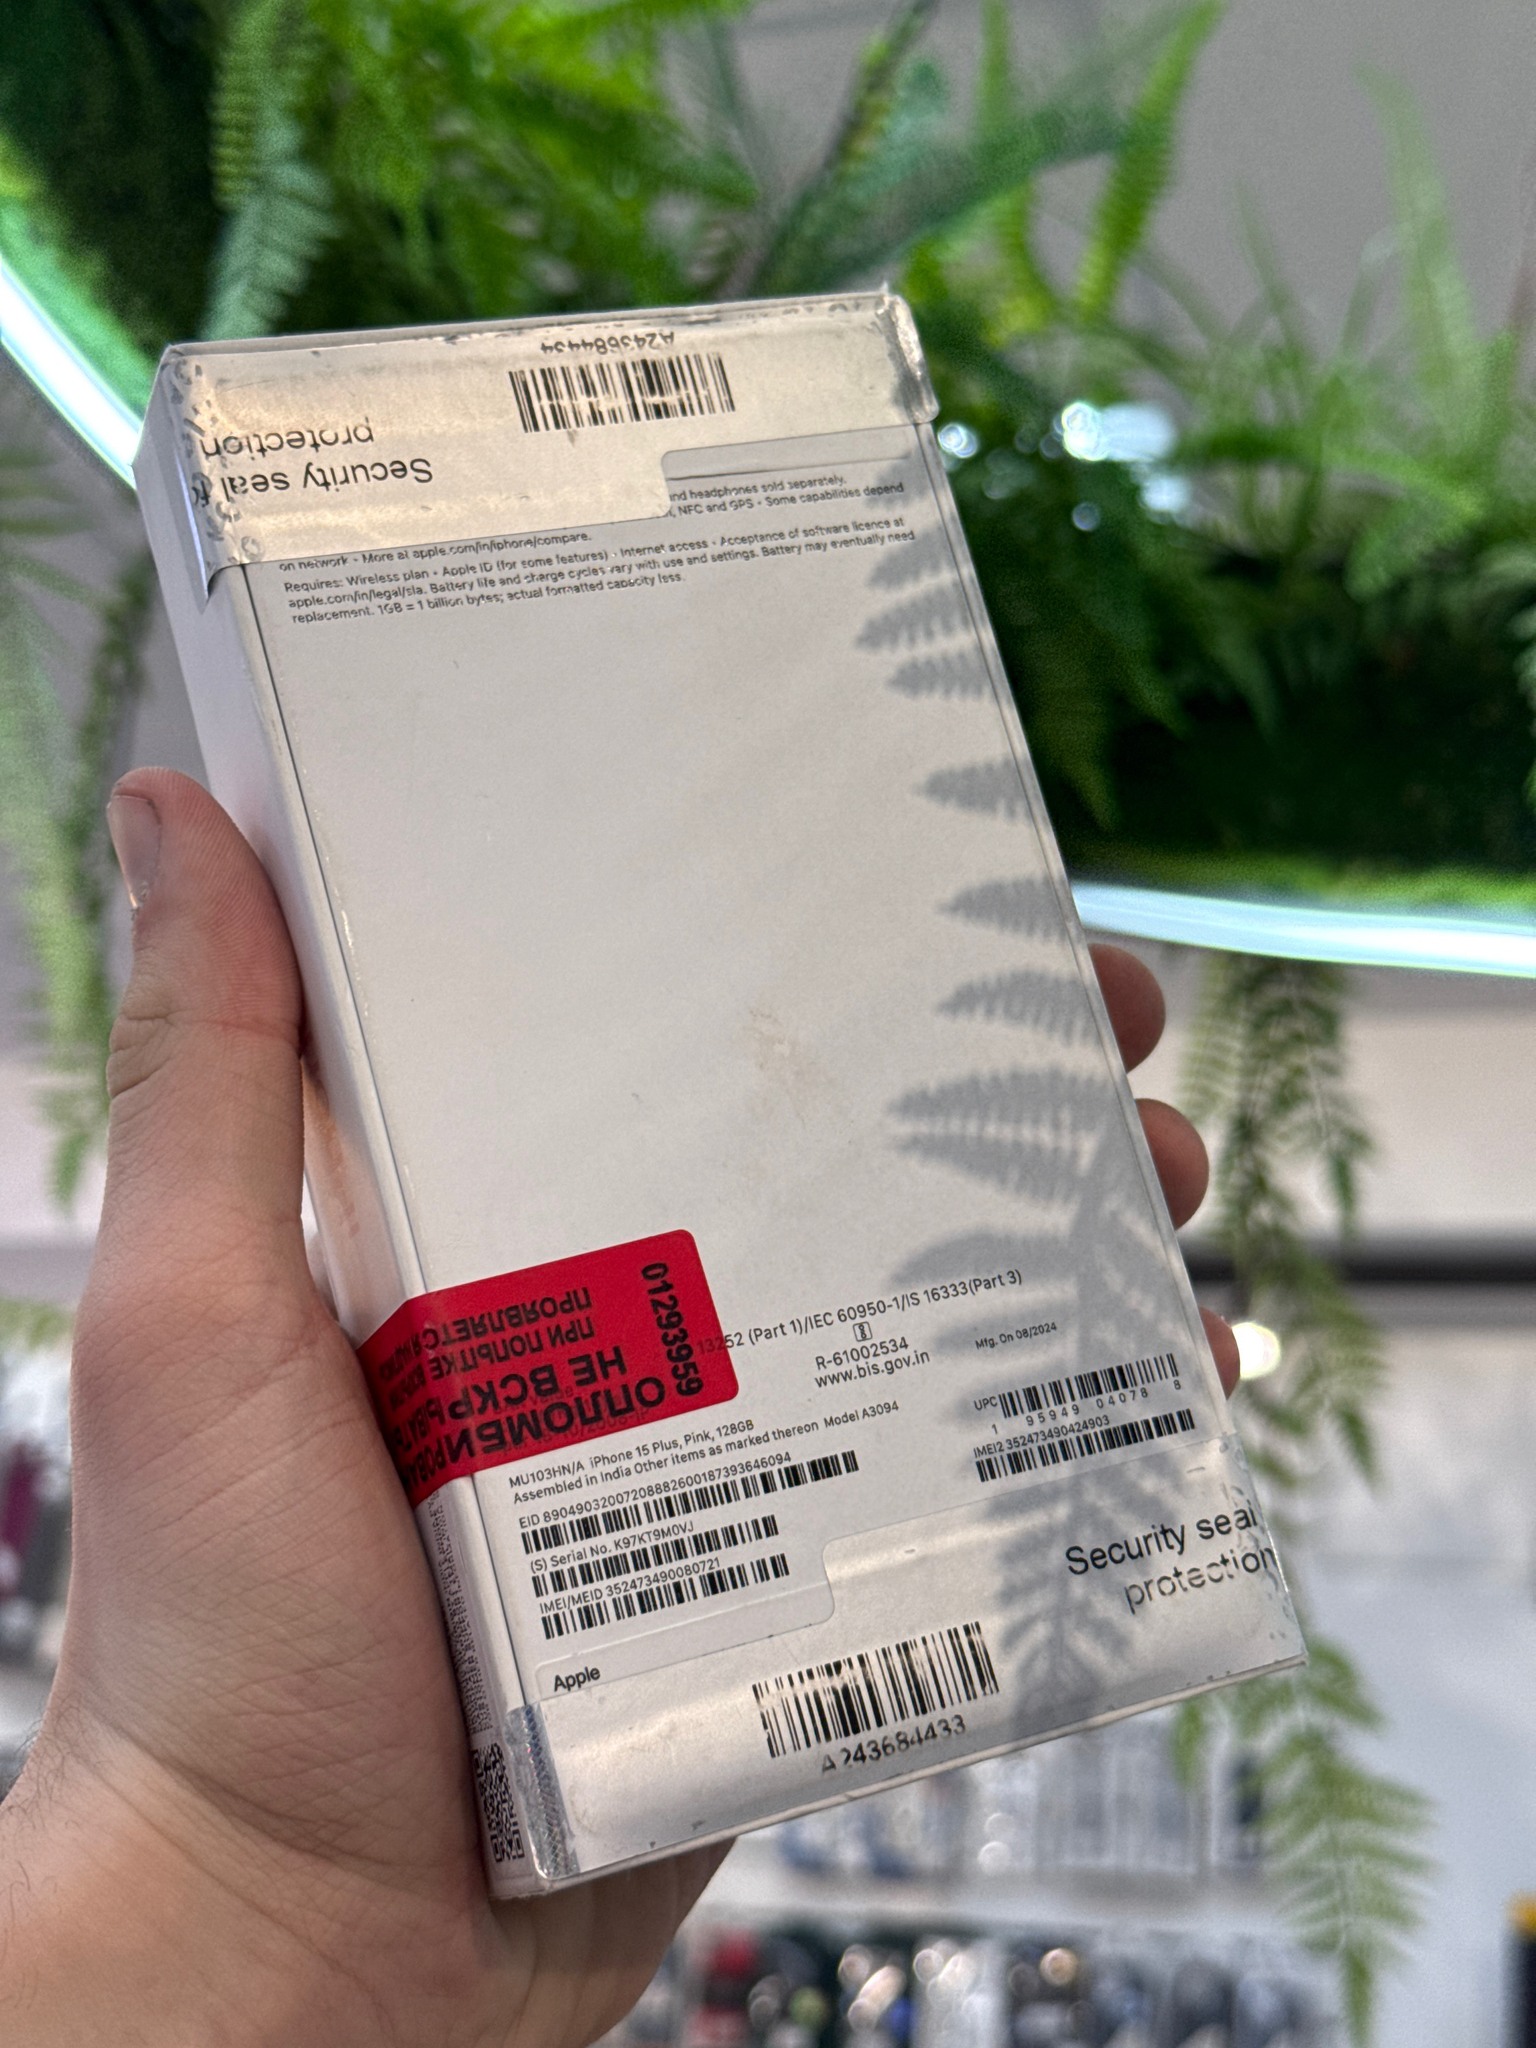 A243684434
Security seal
protection
nd headphones sold separately.
NFC and GPS • Some capabilities depend
on network • More at apple.com/in/iphone/compare.
Requires: Wireless plan • Apple ID (for some features) • Internet access • Acceptance of software licence at
apple.com/in/legal/sla. Battery life and charge cycles vary with use and settings. Battery may eventually need
replacement. 1GB = 1 billion bytes; actual formatted capacity less.
01293959
ОПЛОМБИРОВАНО
НЕ ВСКРЫВАТЬ
ПРИ ПОПЫТКЕ
ПРОЯВЛЯЕТСЯ
13252 (Part 1)/IEC 60950-1/IS 16333(Part 3)
R-61002534
www.bis.gov.in
Mfg. On 08/2024
MU103HN/A iPhone 15 Plus, Pink, 128GB
Assembled in India Other items as marked thereon Model A3094
EID 89049032007208882600187393646094
(S) Serial No. K97KT9M0VJ
IMEI/MEID 352473490080721
UPC
1 95949 04078 8
IMEI2 352473490424903
Apple
Security seal
protection
A243684433